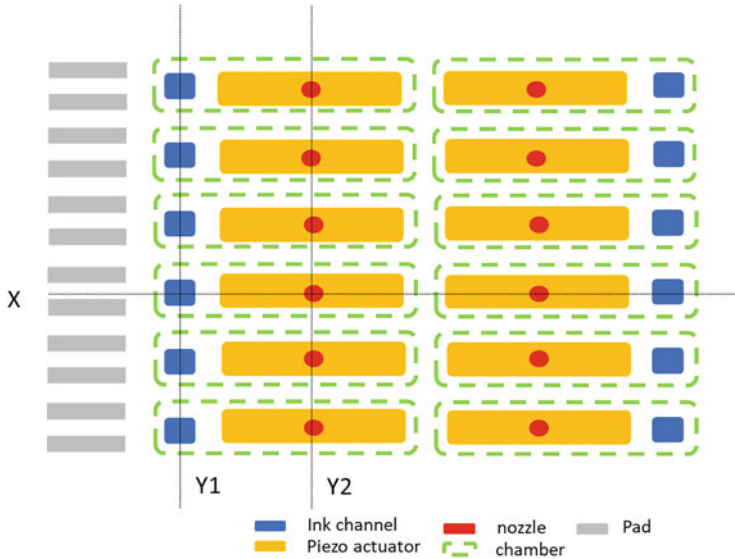 X
Y1
Y2
Ink channel
nozzle
Pad
Piezo actuator
chamber